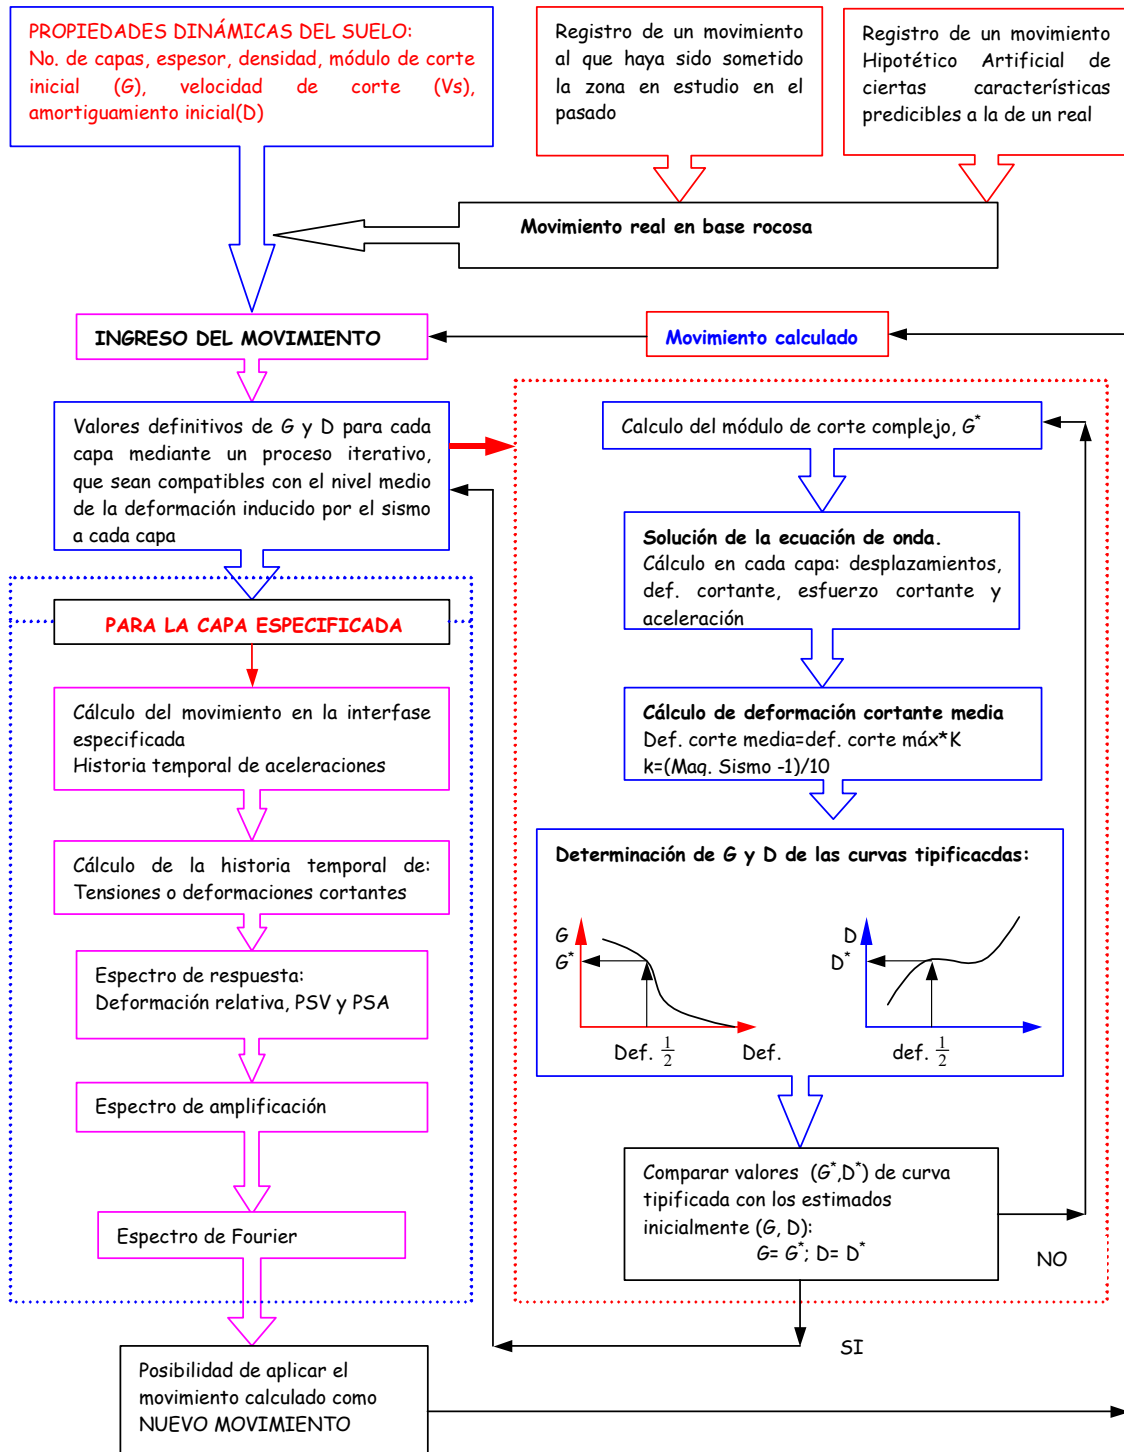 PROPIEDADES DINÁMICAS DEL SUELO:
No. de capas, espesor, densidad, módulo de corte
inicial (G), velocidad de corte (Vs),
amortiguamiento inicial(D)
Registro de un movimiento
al que haya sido sometido
la zona en estudio en el
pasado
Registro de un movimiento
Hipotético Artificial de
ciertas características
predicibles a la de un real
Movimiento real en base rocosa
INGRESO DEL MOVIMIENTO
Movimiento calculado
Valores definitivos de G y D para cada
capa mediante un proceso iterativo,
que sean compatibles con el nivel medio
de la deformación inducido por el sismo
a cada capa
PARA LA CAPA ESPECIFICADA
Cálculo del movimiento en la interfase
especificada
Historia temporal de aceleraciones
Cálculo de la historia temporal de:
Tensiones o deformaciones cortantes
Espectro de respuesta:
Deformación relativa, PSV y PSA
Espectro de amplificación
Espectro de Fourier
Posibilidad de aplicar el
movimiento calculado como
NUEVO MOVIMIENTO
Calculo del módulo de corte complejo, G*
Solución de la ecuación de onda.
Cálculo en cada capa: desplazamientos,
def. cortante, esfuerzo cortante y
aceleración
Cálculo de deformación cortante media
Def. corte media=def. corte máx*K
k=(Mag. Sismo -1)/10
Determinación de G y D de las curvas tipificacdas:
G
G*
Def. 1/2
Def.
D
D*
def. 1/2
Comparar valores (G*,D*) de curva
tipificada con los estimados
inicialmente (G, D):
G= G*; D= D*
NO
SI